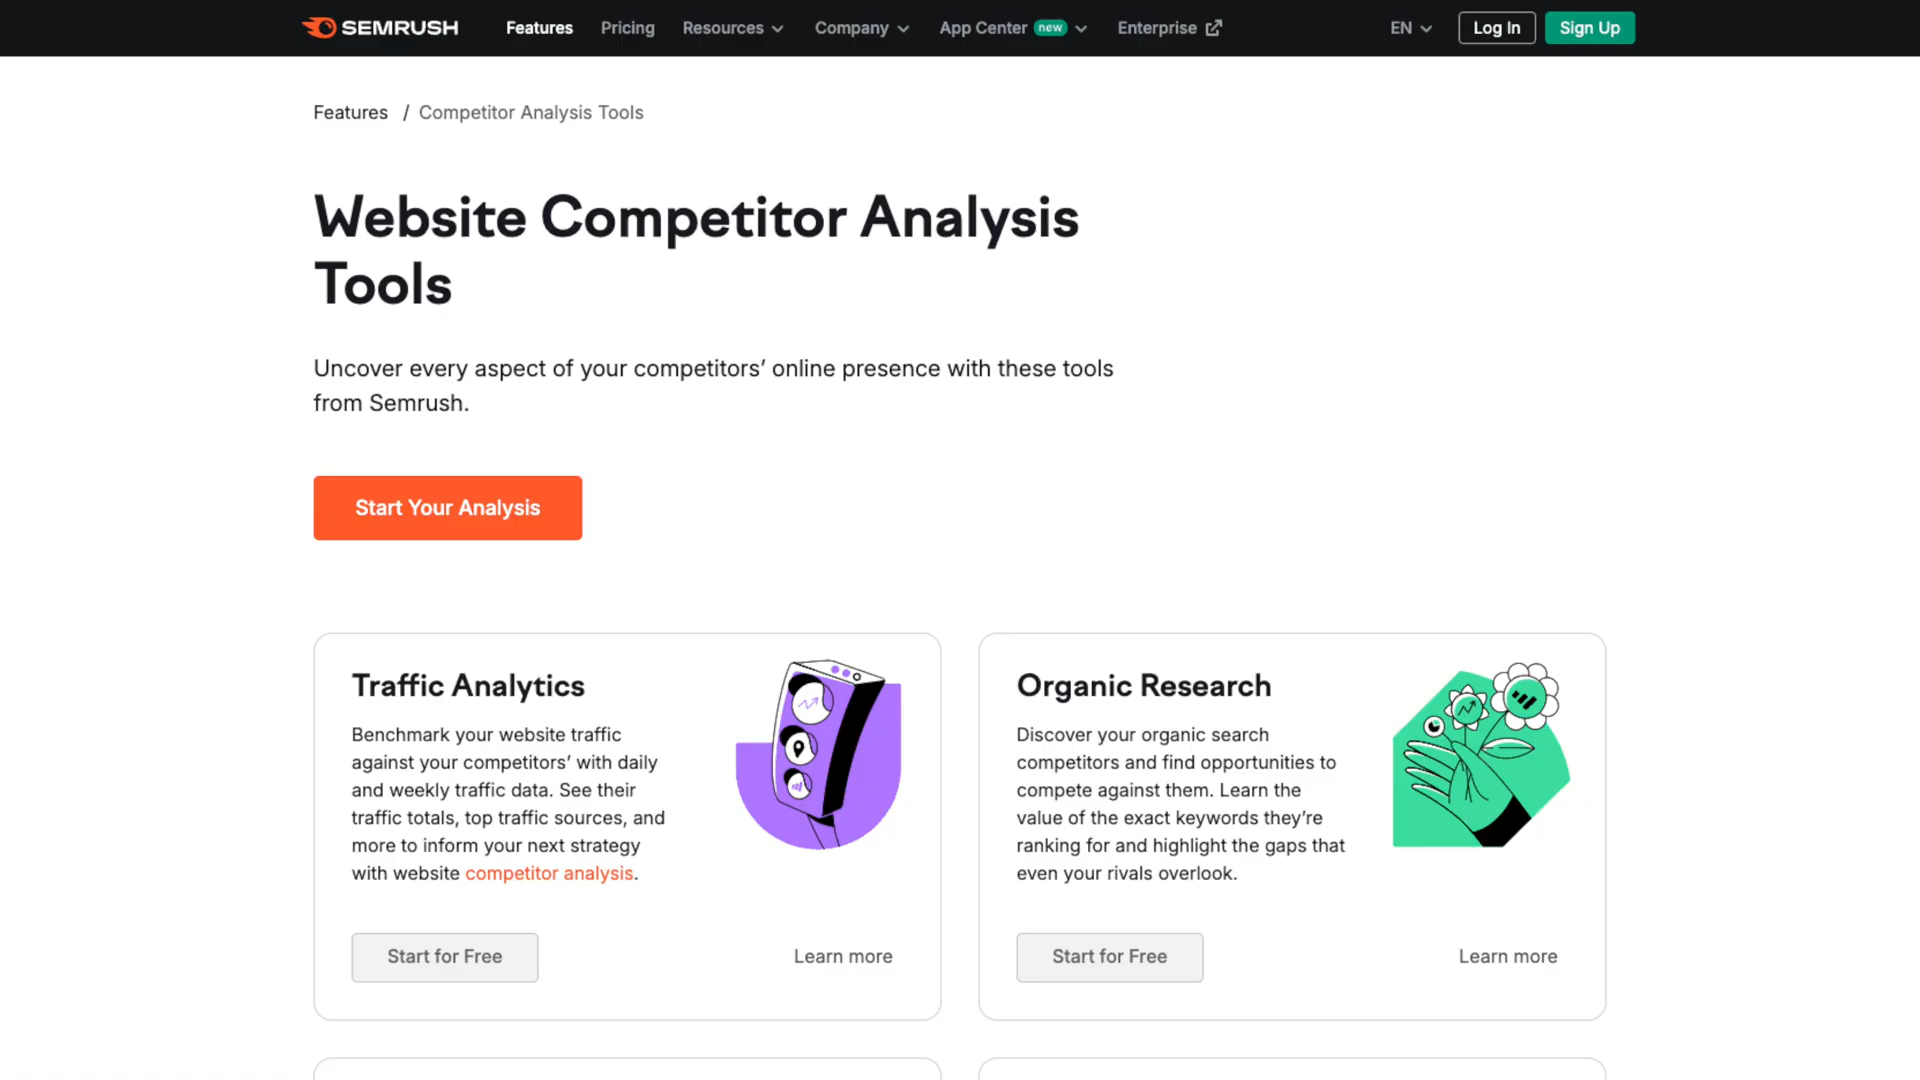 SEMRUSH Features Pricing Resources Company App Center new Enterprise EN Log In Sign Up
Features / Competitor Analysis Tools
Website Competitor Analysis
Tools
Uncover every aspect of your competitors’ online presence with these tools
from Semrush.
Start Your Analysis
Traffic Analytics
Benchmark your website traffic
against your competitors’ with daily
and weekly traffic data. See their
traffic totals, top traffic sources, and
more to inform your next strategy
with website competitor analysis.
Start for Free
Learn more
Organic Research
Discover your organic search
competitors and find opportunities to
compete against them. Learn the
value of the exact keywords they’re
ranking for and highlight the gaps that
even your rivals overlook.
Start for Free
Learn more